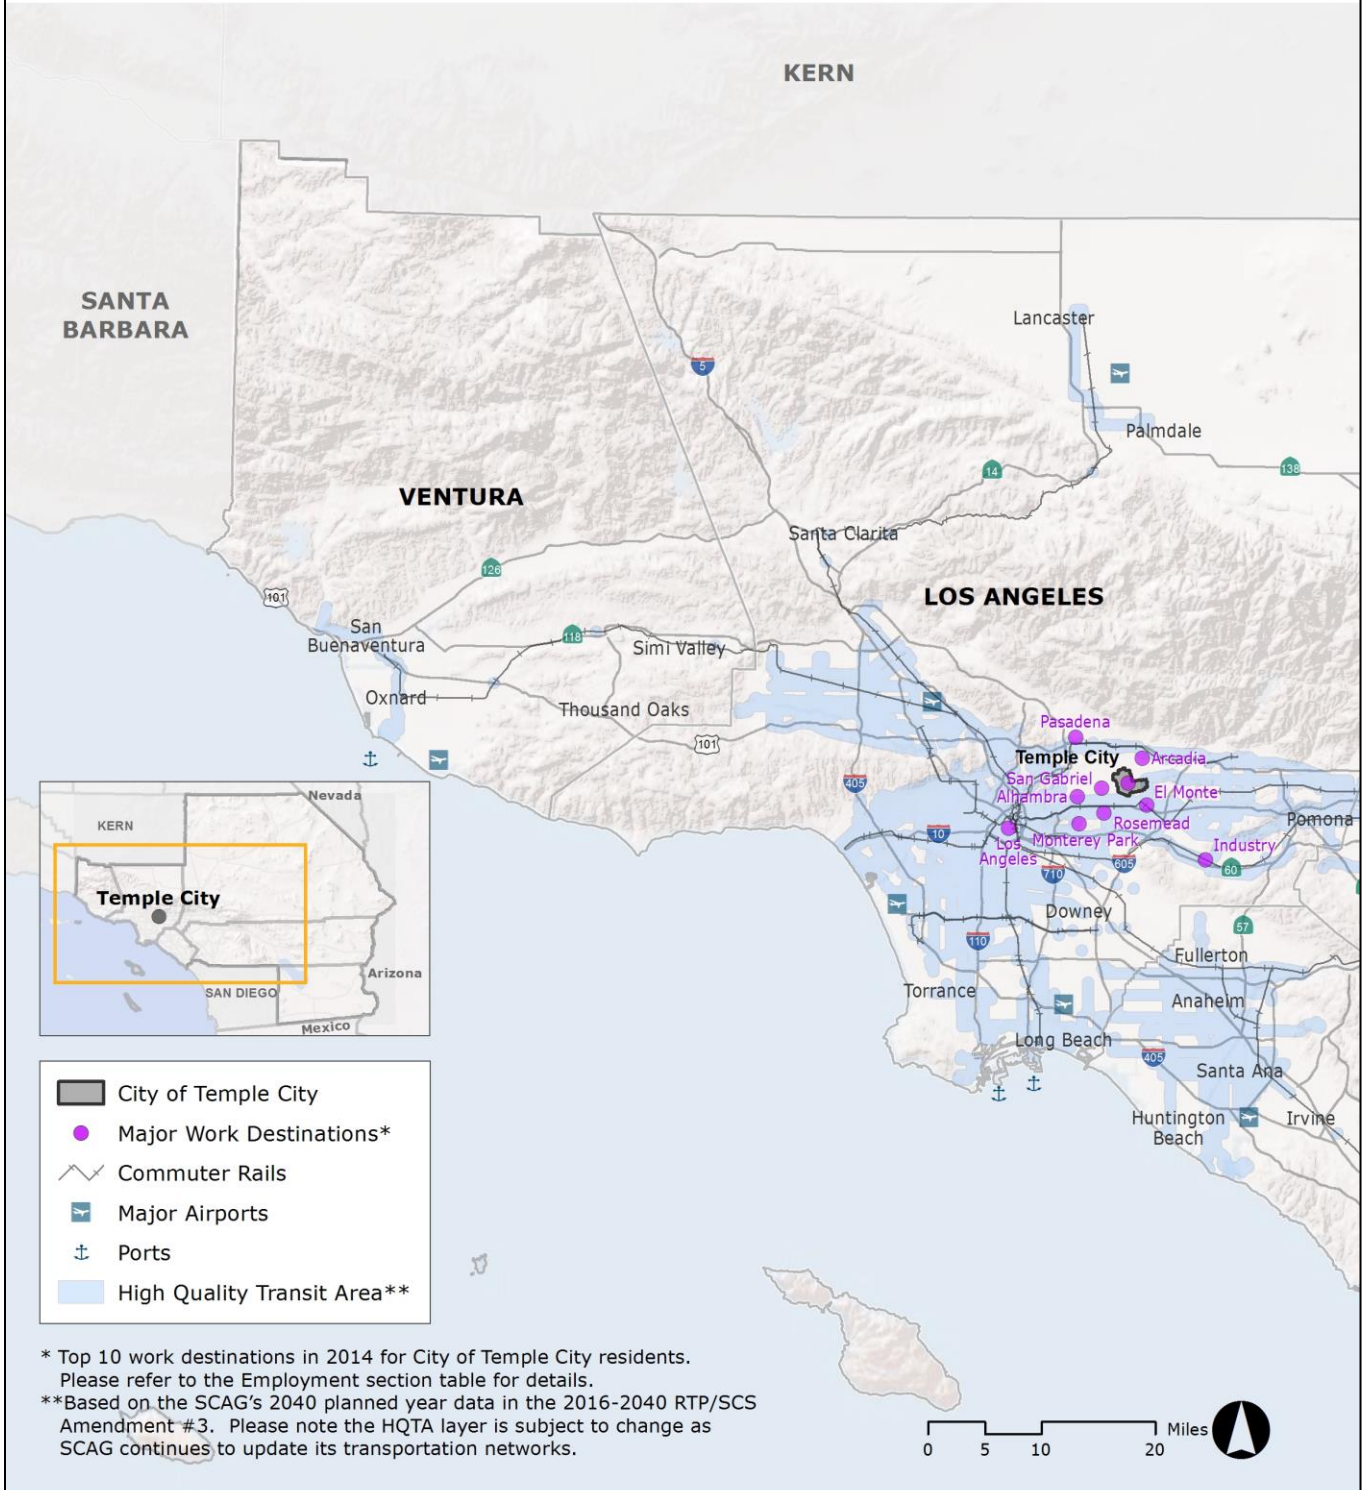 KERN
SANTA
BARBARA
Lancaster
5
Palmdale
14
138
VENTURA
Santa Clarita
126
LOS ANGELES
101
San
Buenaventura
118
Simi Valley
Oxnard
Thousand Oaks
101
Pasadena
Temple City
Arcadia
San Gabriel
405
Alhambra
El Monte
10
Rosemead
Pomona
Monterey Park
Los
Angeles
Industry
605
60
710
Downey
57
110
Fullerton
Torrance
Anaheim
Long Beach
405
Santa Ana
Huntington
Beach
Irvine
Nevada
KERN
Temple City
Arizona
SAN DIEGO
Mexico
City of Temple City
Major Work Destinations*
Commuter Rails
Major Airports
Ports
High Quality Transit Area**
* Top 10 work destinations in 2014 for City of Temple City residents.
Please refer to the Employment section table for details.
**Based on the SCAG's 2040 planned year data in the 2016-2040 RTP/SCS
Amendment #3.  Please note the HQTA layer is subject to change as
SCAG continues to update its transportation networks.
Miles
0 5 10 20